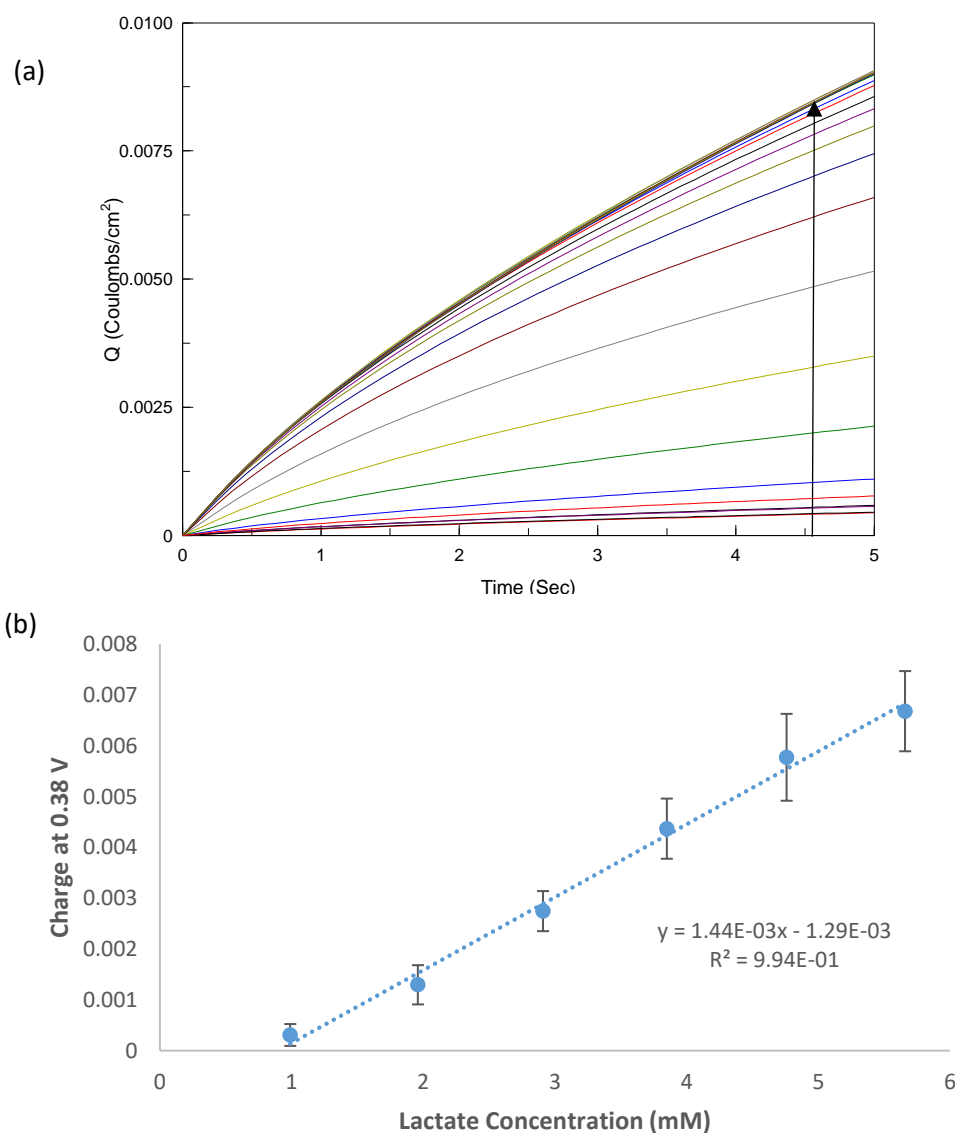 (a)
0.0100
0.0075
0.0050
0.0025
0
Q (Coulombs/cm²)
0 1 2 3 4 5
Time (Sec)
(b)
0.008
0.007
0.006
0.005
0.004
0.003
0.002
0.001
0
Charge at 0.38 V
y = 1.44E-03x - 1.29E-03
R² = 9.94E-01
0 1 2 3 4 5 6
Lactate Concentration (mM)